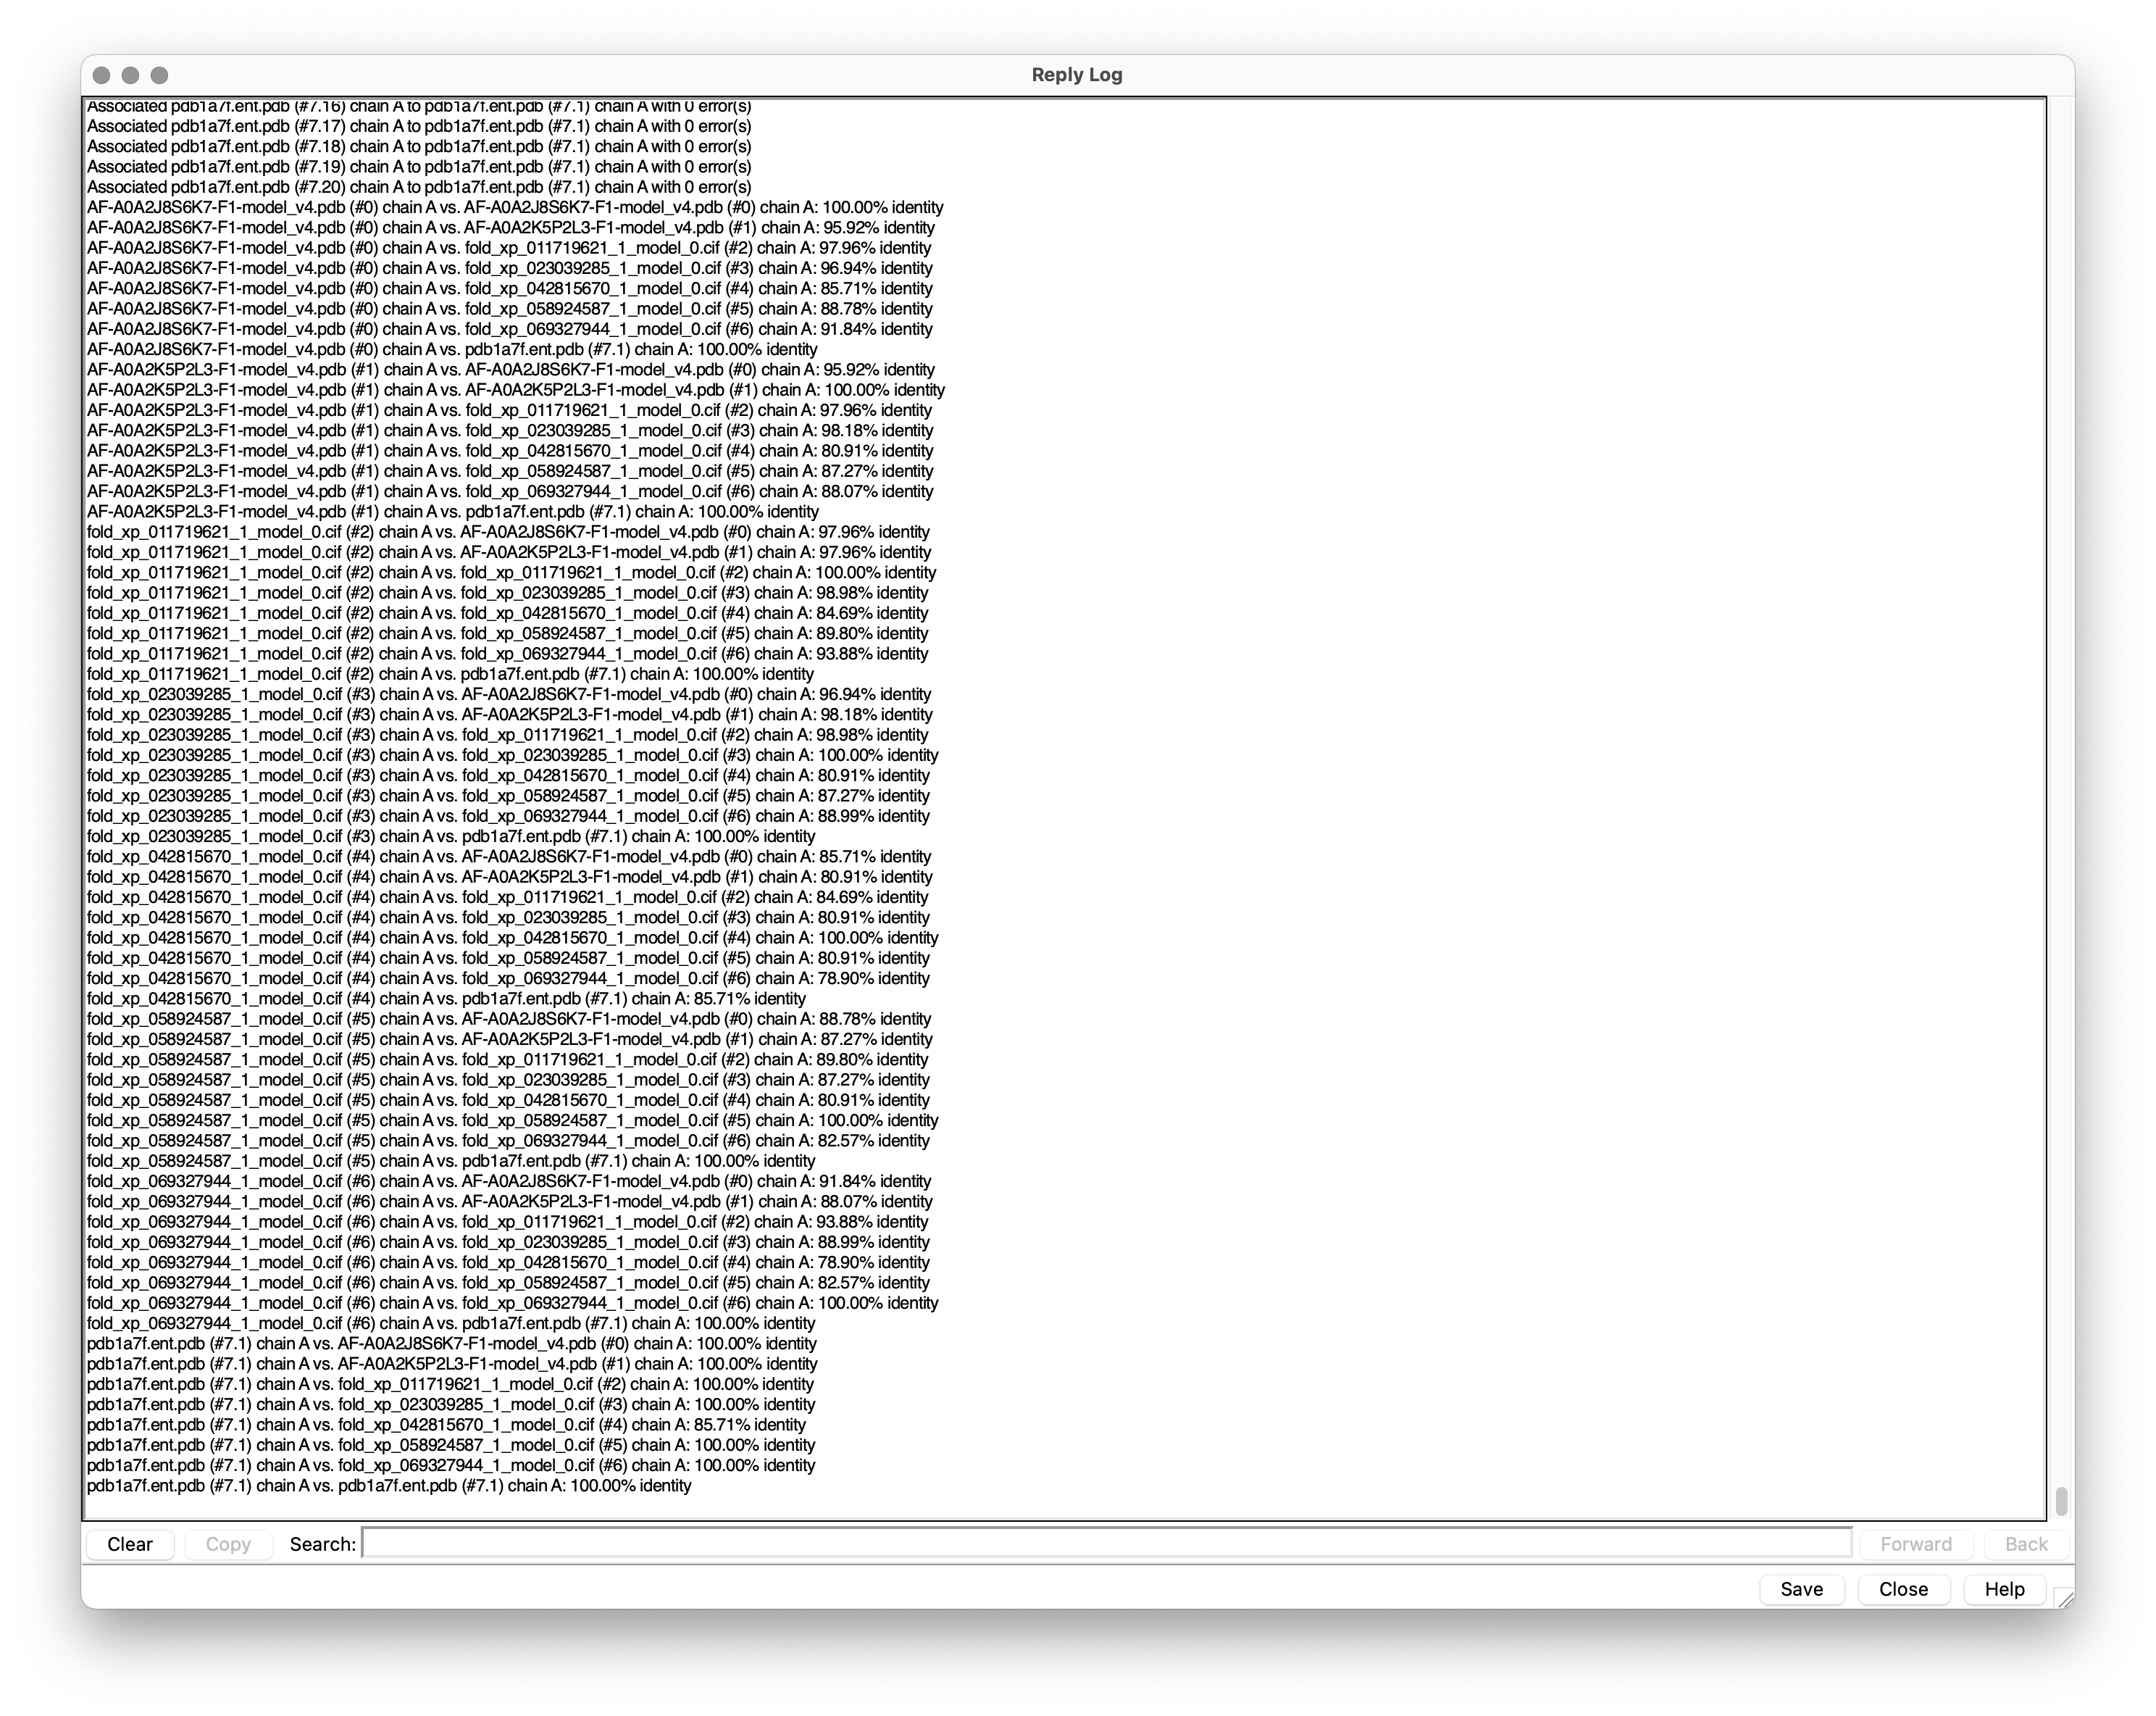 Reply Log
Associated pdb1a7f.ent.pdb (#7.16) chain A to pdb1a7f.ent.pdb (#7.1) chain A with 0 error(s)
Associated pdb1a7f.ent.pdb (#7.17) chain A to pdb1a7f.ent.pdb (#7.1) chain A with 0 error(s)
Associated pdb1a7f.ent.pdb (#7.18) chain A to pdb1a7f.ent.pdb (#7.1) chain A with 0 error(s)
Associated pdb1a7f.ent.pdb (#7.19) chain A to pdb1a7f.ent.pdb (#7.1) chain A with 0 error(s)
Associated pdb1a7f.ent.pdb (#7.20) chain A to pdb1a7f.ent.pdb (#7.1) chain A with 0 error(s)
AF-A0A2J8S6K7-F1-model_v4.pdb (#0) chain A vs. AF-A0A2J8S6K7-F1-model_v4.pdb (#0) chain A: 100.00% identity
AF-A0A2J8S6K7-F1-model_v4.pdb (#0) chain A vs. AF-A0A2K5P2L3-F1-model_v4.pdb (#1) chain A: 95.92% identity
AF-A0A2J8S6K7-F1-model_v4.pdb (#0) chain A vs. fold_xp_011719621_1_model_0.cif (#2) chain A: 97.96% identity
AF-A0A2J8S6K7-F1-model_v4.pdb (#0) chain A vs. fold_xp_023039285_1_model_0.cif (#3) chain A: 96.94% identity
AF-A0A2J8S6K7-F1-model_v4.pdb (#0) chain A vs. fold_xp_042815670_1_model_0.cif (#4) chain A: 85.71% identity
AF-A0A2J8S6K7-F1-model_v4.pdb (#0) chain A vs. fold_xp_058924587_1_model_0.cif (#5) chain A: 88.78% identity
AF-A0A2J8S6K7-F1-model_v4.pdb (#0) chain A vs. fold_xp_069327944_1_model_0.cif (#6) chain A: 91.84% identity
AF-A0A2J8S6K7-F1-model_v4.pdb (#0) chain A vs. pdb1a7f.ent.pdb (#7.1) chain A: 100.00% identity
AF-A0A2K5P2L3-F1-model_v4.pdb (#1) chain A vs. AF-A0A2J8S6K7-F1-model_v4.pdb (#0) chain A: 95.92% identity
AF-A0A2K5P2L3-F1-model_v4.pdb (#1) chain A vs. AF-A0A2K5P2L3-F1-model_v4.pdb (#1) chain A: 100.00% identity
AF-A0A2K5P2L3-F1-model_v4.pdb (#1) chain A vs. fold_xp_011719621_1_model_0.cif (#2) chain A: 97.96% identity
AF-A0A2K5P2L3-F1-model_v4.pdb (#1) chain A vs. fold_xp_023039285_1_model_0.cif (#3) chain A: 98.18% identity
AF-A0A2K5P2L3-F1-model_v4.pdb (#1) chain A vs. fold_xp_042815670_1_model_0.cif (#4) chain A: 80.91% identity
AF-A0A2K5P2L3-F1-model_v4.pdb (#1) chain A vs. fold_xp_058924587_1_model_0.cif (#5) chain A: 87.27% identity
AF-A0A2K5P2L3-F1-model_v4.pdb (#1) chain A vs. fold_xp_069327944_1_model_0.cif (#6) chain A: 88.07% identity
AF-A0A2K5P2L3-F1-model_v4.pdb (#1) chain A vs. pdb1a7f.ent.pdb (#7.1) chain A: 100.00% identity
fold_xp_011719621_1_model_0.cif (#2) chain A vs. AF-A0A2J8S6K7-F1-model_v4.pdb (#0) chain A: 97.96% identity
fold_xp_011719621_1_model_0.cif (#2) chain A vs. AF-A0A2K5P2L3-F1-model_v4.pdb (#1) chain A: 97.96% identity
fold_xp_011719621_1_model_0.cif (#2) chain A vs. fold_xp_011719621_1_model_0.cif (#2) chain A: 100.00% identity
fold_xp_011719621_1_model_0.cif (#2) chain A vs. fold_xp_023039285_1_model_0.cif (#3) chain A: 98.98% identity
fold_xp_011719621_1_model_0.cif (#2) chain A vs. fold_xp_042815670_1_model_0.cif (#4) chain A: 84.69% identity
fold_xp_011719621_1_model_0.cif (#2) chain A vs. fold_xp_058924587_1_model_0.cif (#5) chain A: 89.80% identity
fold_xp_011719621_1_model_0.cif (#2) chain A vs. fold_xp_069327944_1_model_0.cif (#6) chain A: 93.88% identity
fold_xp_011719621_1_model_0.cif (#2) chain A vs. pdb1a7f.ent.pdb (#7.1) chain A: 100.00% identity
fold_xp_023039285_1_model_0.cif (#3) chain A vs. AF-A0A2J8S6K7-F1-model_v4.pdb (#0) chain A: 96.94% identity
fold_xp_023039285_1_model_0.cif (#3) chain A vs. AF-A0A2K5P2L3-F1-model_v4.pdb (#1) chain A: 98.18% identity
fold_xp_023039285_1_model_0.cif (#3) chain A vs. fold_xp_011719621_1_model_0.cif (#2) chain A: 98.98% identity
fold_xp_023039285_1_model_0.cif (#3) chain A vs. fold_xp_023039285_1_model_0.cif (#3) chain A: 100.00% identity
fold_xp_023039285_1_model_0.cif (#3) chain A vs. fold_xp_042815670_1_model_0.cif (#4) chain A: 80.91% identity
fold_xp_023039285_1_model_0.cif (#3) chain A vs. fold_xp_058924587_1_model_0.cif (#5) chain A: 87.27% identity
fold_xp_023039285_1_model_0.cif (#3) chain A vs. fold_xp_069327944_1_model_0.cif (#6) chain A: 88.99% identity
fold_xp_023039285_1_model_0.cif (#3) chain A vs. pdb1a7f.ent.pdb (#7.1) chain A: 100.00% identity
fold_xp_042815670_1_model_0.cif (#4) chain A vs. AF-A0A2J8S6K7-F1-model_v4.pdb (#0) chain A: 85.71% identity
fold_xp_042815670_1_model_0.cif (#4) chain A vs. AF-A0A2K5P2L3-F1-model_v4.pdb (#1) chain A: 80.91% identity
fold_xp_042815670_1_model_0.cif (#4) chain A vs. fold_xp_011719621_1_model_0.cif (#2) chain A: 84.69% identity
fold_xp_042815670_1_model_0.cif (#4) chain A vs. fold_xp_023039285_1_model_0.cif (#3) chain A: 80.91% identity
fold_xp_042815670_1_model_0.cif (#4) chain A vs. fold_xp_042815670_1_model_0.cif (#4) chain A: 100.00% identity
fold_xp_042815670_1_model_0.cif (#4) chain A vs. fold_xp_058924587_1_model_0.cif (#5) chain A: 80.91% identity
fold_xp_042815670_1_model_0.cif (#4) chain A vs. fold_xp_069327944_1_model_0.cif (#6) chain A: 78.90% identity
fold_xp_042815670_1_model_0.cif (#4) chain A vs. pdb1a7f.ent.pdb (#7.1) chain A: 85.71% identity
fold_xp_058924587_1_model_0.cif (#5) chain A vs. AF-A0A2J8S6K7-F1-model_v4.pdb (#0) chain A: 88.78% identity
fold_xp_058924587_1_model_0.cif (#5) chain A vs. AF-A0A2K5P2L3-F1-model_v4.pdb (#1) chain A: 87.27% identity
fold_xp_058924587_1_model_0.cif (#5) chain A vs. fold_xp_011719621_1_model_0.cif (#2) chain A: 89.80% identity
fold_xp_058924587_1_model_0.cif (#5) chain A vs. fold_xp_023039285_1_model_0.cif (#3) chain A: 87.27% identity
fold_xp_058924587_1_model_0.cif (#5) chain A vs. fold_xp_042815670_1_model_0.cif (#4) chain A: 80.91% identity
fold_xp_058924587_1_model_0.cif (#5) chain A vs. fold_xp_058924587_1_model_0.cif (#5) chain A: 100.00% identity
fold_xp_058924587_1_model_0.cif (#5) chain A vs. fold_xp_069327944_1_model_0.cif (#6) chain A: 82.57% identity
fold_xp_058924587_1_model_0.cif (#5) chain A vs. pdb1a7f.ent.pdb (#7.1) chain A: 100.00% identity
fold_xp_069327944_1_model_0.cif (#6) chain A vs. AF-A0A2J8S6K7-F1-model_v4.pdb (#0) chain A: 91.84% identity
fold_xp_069327944_1_model_0.cif (#6) chain A vs. AF-A0A2K5P2L3-F1-model_v4.pdb (#1) chain A: 88.07% identity
fold_xp_069327944_1_model_0.cif (#6) chain A vs. fold_xp_011719621_1_model_0.cif (#2) chain A: 93.88% identity
fold_xp_069327944_1_model_0.cif (#6) chain A vs. fold_xp_023039285_1_model_0.cif (#3) chain A: 88.99% identity
fold_xp_069327944_1_model_0.cif (#6) chain A vs. fold_xp_042815670_1_model_0.cif (#4) chain A: 78.90% identity
fold_xp_069327944_1_model_0.cif (#6) chain A vs. fold_xp_058924587_1_model_0.cif (#5) chain A: 82.57% identity
fold_xp_069327944_1_model_0.cif (#6) chain A vs. fold_xp_069327944_1_model_0.cif (#6) chain A: 100.00% identity
fold_xp_069327944_1_model_0.cif (#6) chain A vs. pdb1a7f.ent.pdb (#7.1) chain A: 100.00% identity
pdb1a7f.ent.pdb (#7.1) chain A vs. AF-A0A2J8S6K7-F1-model_v4.pdb (#0) chain A: 100.00% identity
pdb1a7f.ent.pdb (#7.1) chain A vs. AF-A0A2K5P2L3-F1-model_v4.pdb (#1) chain A: 100.00% identity
pdb1a7f.ent.pdb (#7.1) chain A vs. fold_xp_011719621_1_model_0.cif (#2) chain A: 100.00% identity
pdb1a7f.ent.pdb (#7.1) chain A vs. fold_xp_023039285_1_model_0.cif (#3) chain A: 100.00% identity
pdb1a7f.ent.pdb (#7.1) chain A vs. fold_xp_042815670_1_model_0.cif (#4) chain A: 85.71% identity
pdb1a7f.ent.pdb (#7.1) chain A vs. fold_xp_058924587_1_model_0.cif (#5) chain A: 100.00% identity
pdb1a7f.ent.pdb (#7.1) chain A vs. fold_xp_069327944_1_model_0.cif (#6) chain A: 100.00% identity
pdb1a7f.ent.pdb (#7.1) chain A vs. pdb1a7f.ent.pdb (#7.1) chain A: 100.00% identity
Clear Copy Search: Forward Back
Save Close Help